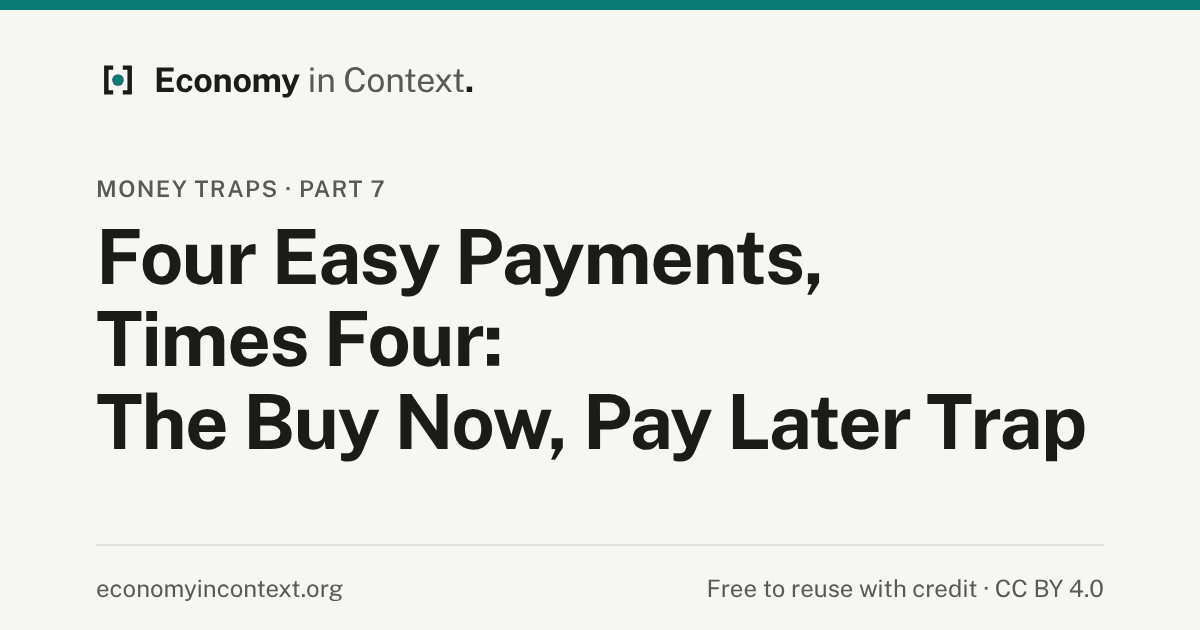 Economy in Context.
MONEY TRAPS · PART 7
Four Easy Payments,
Times Four:
The Buy Now, Pay Later Trap
economyincontext.org
Free to reuse with credit · CC BY 4.0